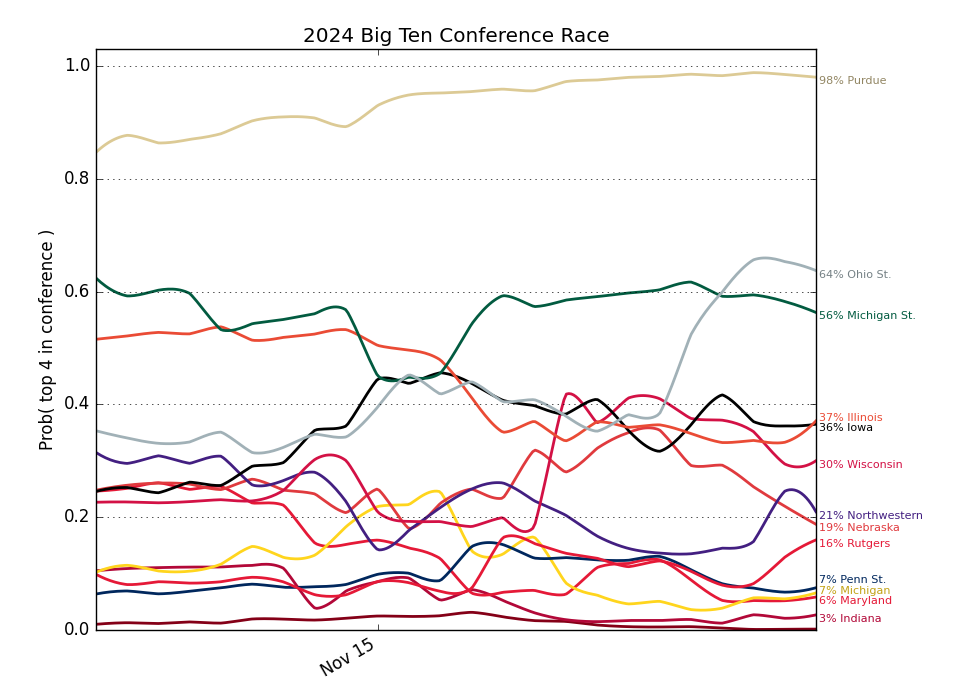 2024 Big Ten Conference Race
Prob( top 4 in conference )
1.0
0.8
0.6
0.4
0.2
0.0
Nov 15
98% Purdue
64% Ohio St.
56% Michigan St.
37% Illinois
36% Iowa
30% Wisconsin
21% Northwestern
19% Nebraska
16% Rutgers
7% Penn St.
7% Michigan
6% Maryland
3% Indiana